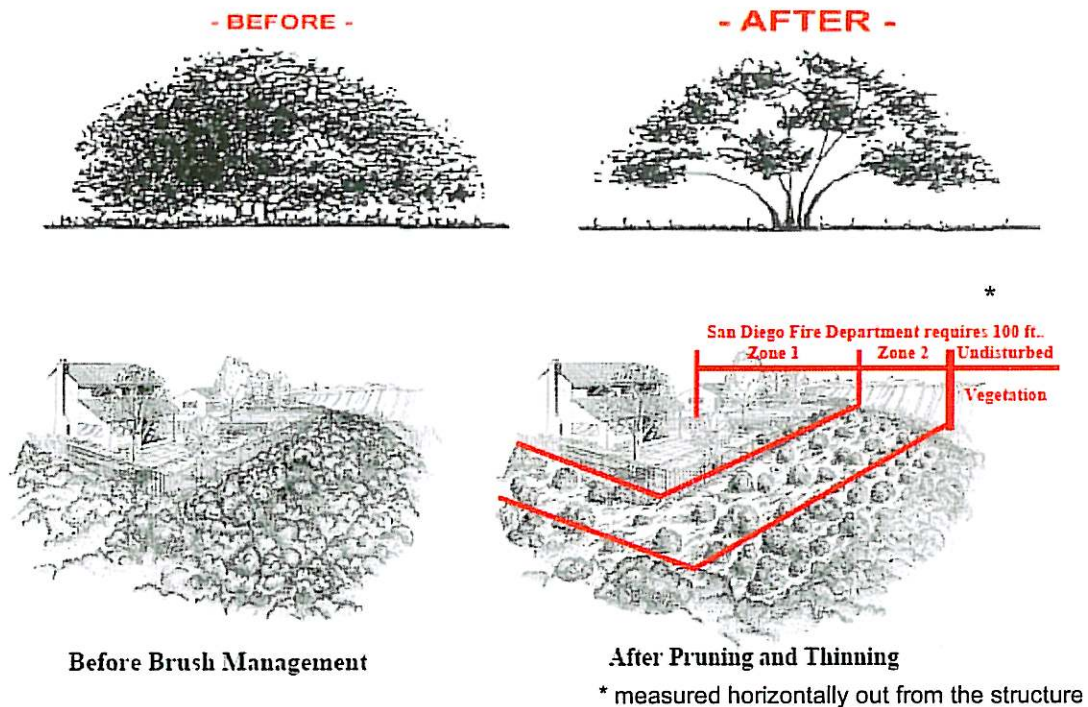 - BEFORE -
- AFTER -
*
San Diego Fire Department requires 100 ft..
Zone 1 Zone 2 Undisturbed
Vegetation
Before Brush Management
After Pruning and Thinning
* measured horizontally out from the structure